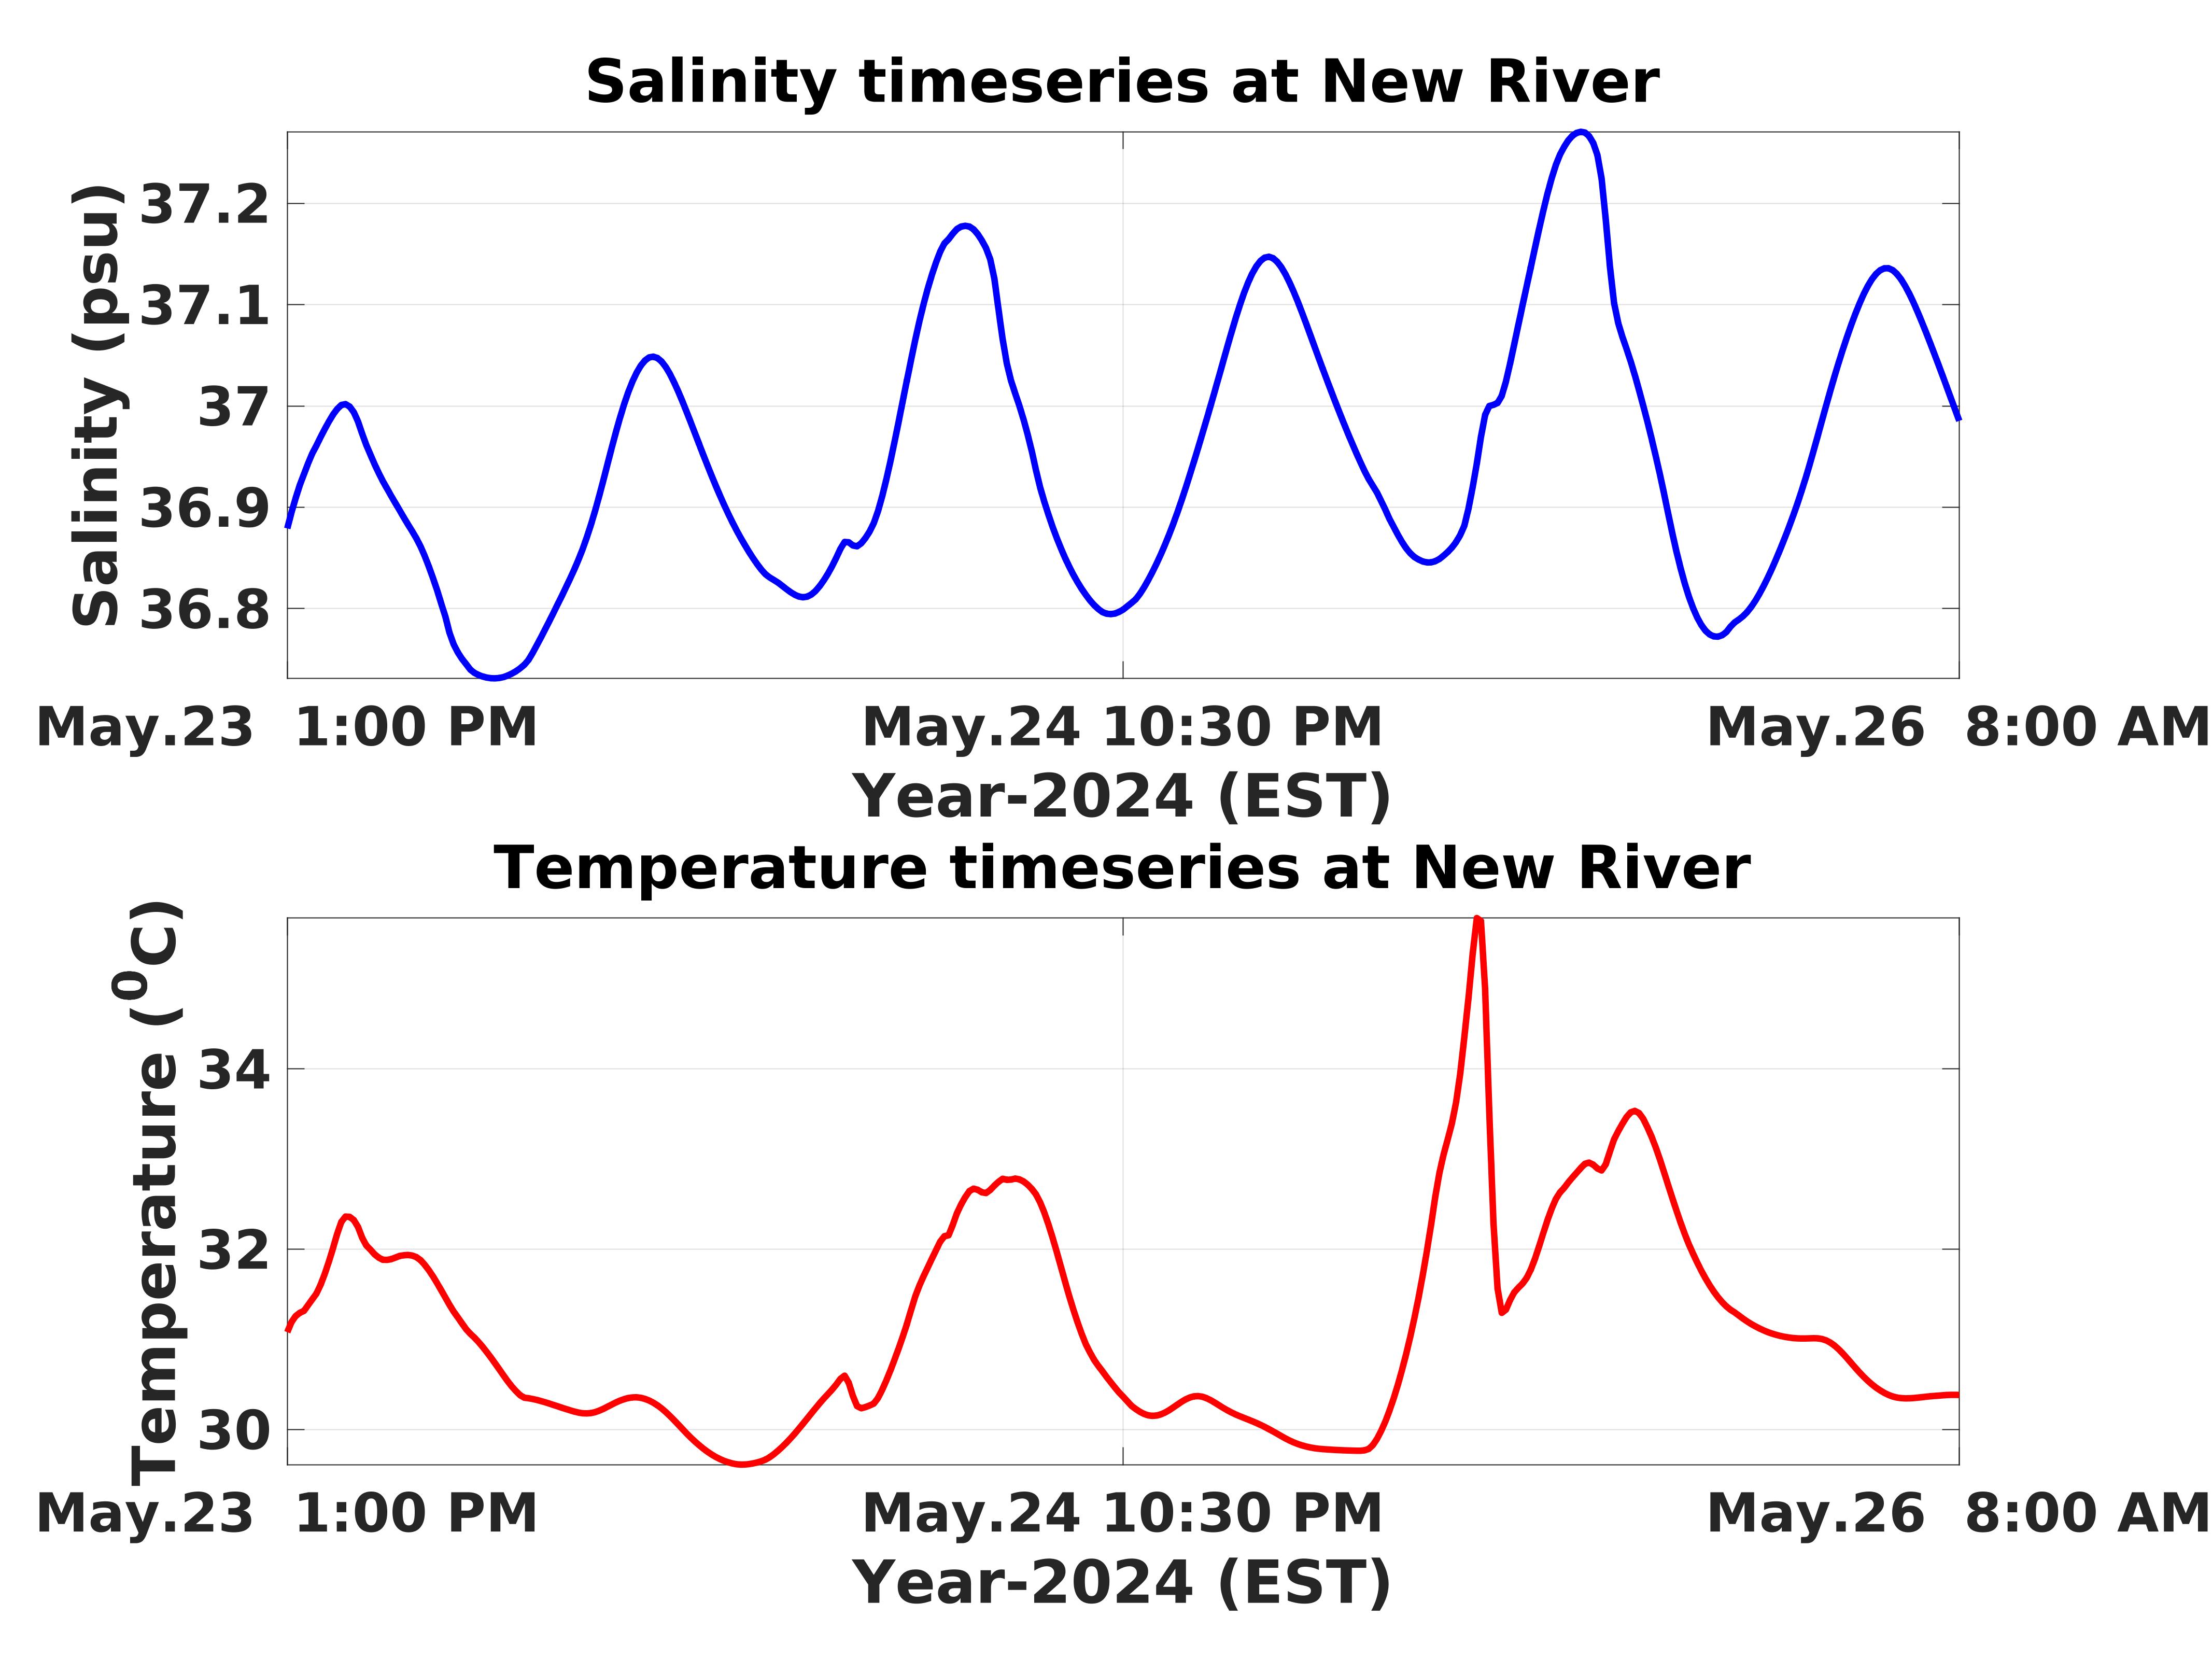 Salinity timeseries at New River
Salinity (psu)
37.2
37.1
37
36.9
36.8
May.23  1:00 PM
May.24 10:30 PM
May.26  8:00 AM
Year-2024 (EST)
Temperature timeseries at New River
Temperature (⁰C)
34
32
30
May.23  1:00 PM
May.24 10:30 PM
May.26  8:00 AM
Year-2024 (EST)